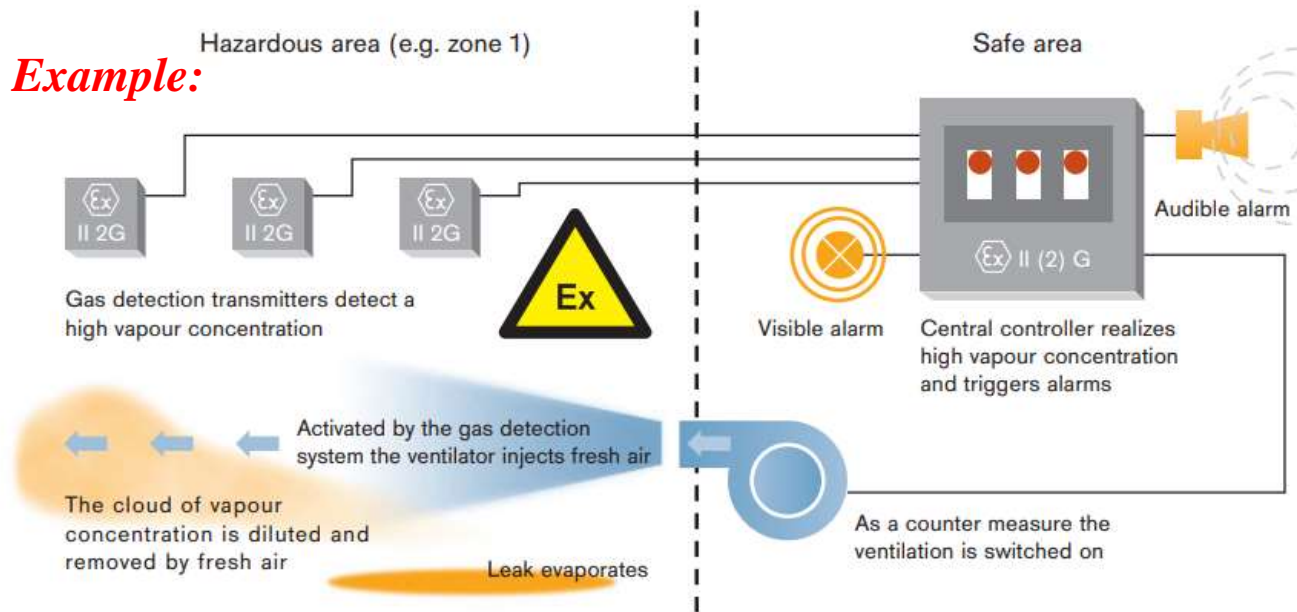 Hazardous area (e.g. zone 1)
Safe area
Example:
Ex
II 2G
Ex
II 2G
Ex
II 2G
Gas detection transmitters detect a
high vapour concentration
Ex
Ex II (2) G
Audible alarm
Visible alarm
Central controller realizes
high vapour concentration
and triggers alarms
Activated by the gas detection
system the ventilator injects fresh air
The cloud of vapour
concentration is diluted and
removed by fresh air
Leak evaporates
As a counter measure the
ventilation is switched on